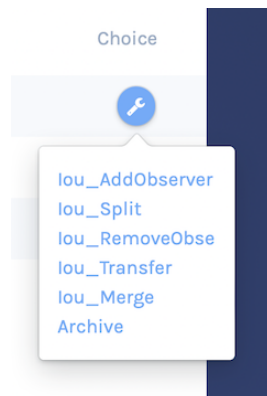 Choice
Iou_AddObserver
Iou_Split
Iou_RemoveObse
Iou_Transfer
Iou_Merge
Archive